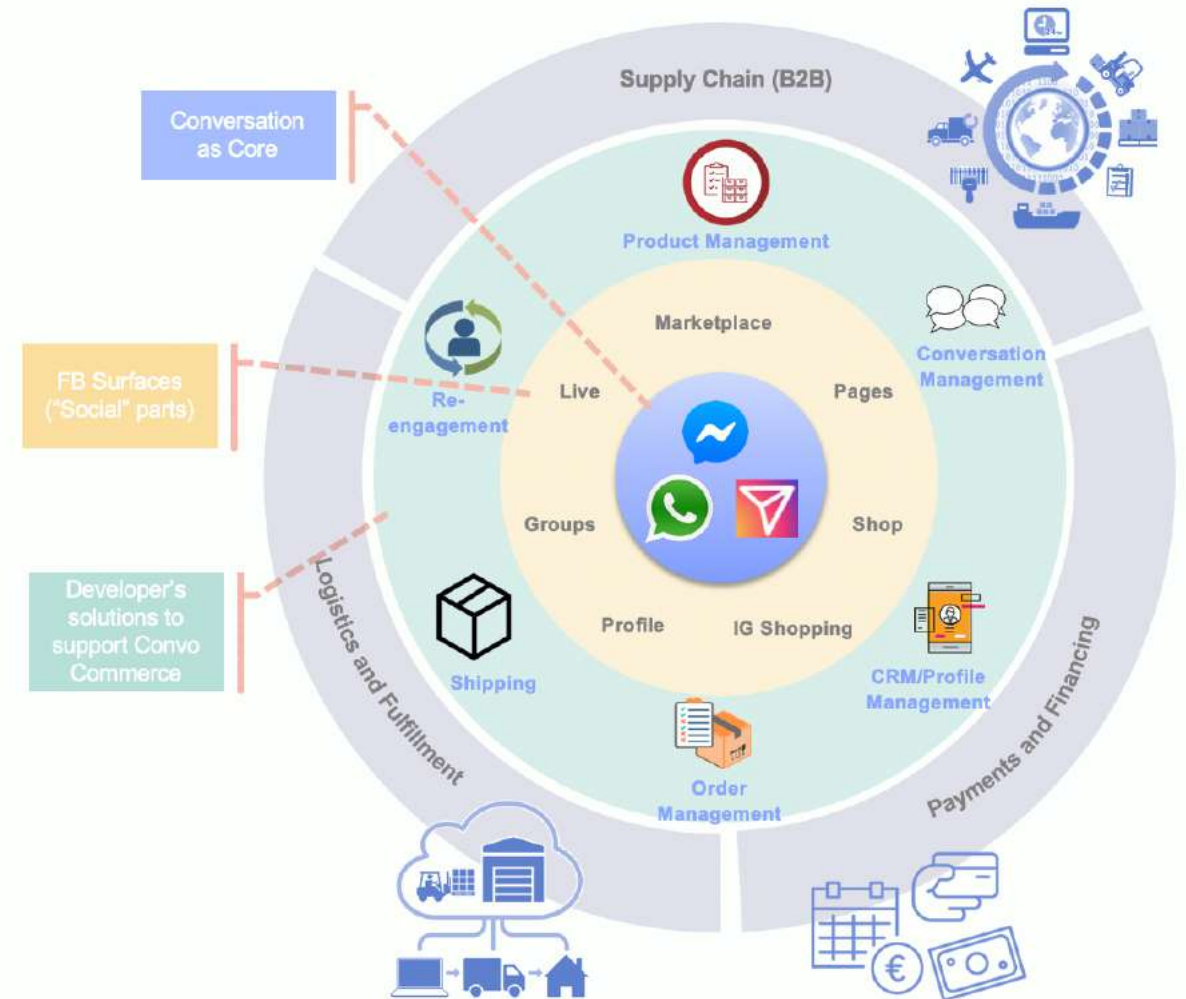 Supply Chain (B2B)
Conversation
as Core
Product Management
Marketplace
Conversation
Management
FB Surfaces
("Social" parts)
Live
Pages
Re-
engagement
Groups
Shop
Developer's
solutions to
support Convo
Commerce
Logistics and Fulfillment
Profile
IG Shopping
Shipping
CRM/Profile
Management
Payments and Financing
Order
Management
€